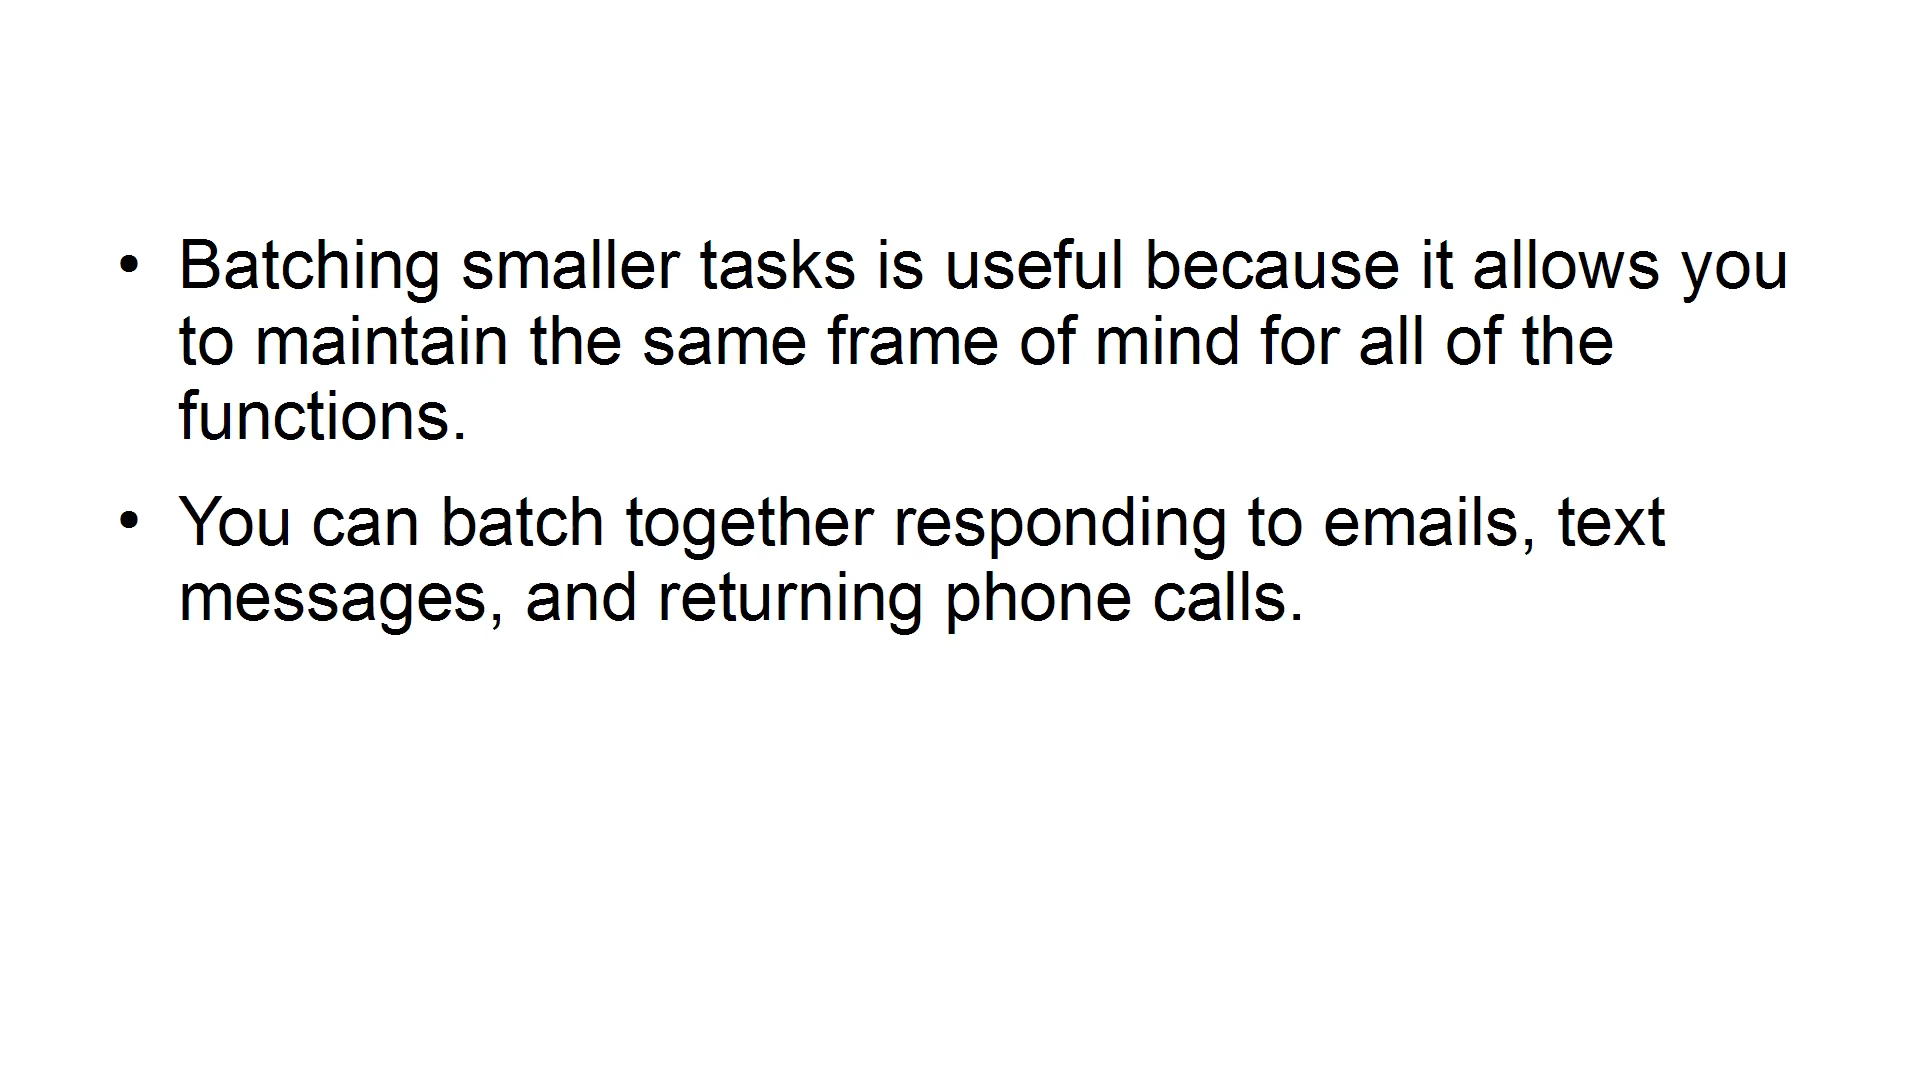 • Batching smaller tasks is useful because it allows you
to maintain the same frame of mind for all of the
functions.
• You can batch together responding to emails, text
messages, and returning phone calls.